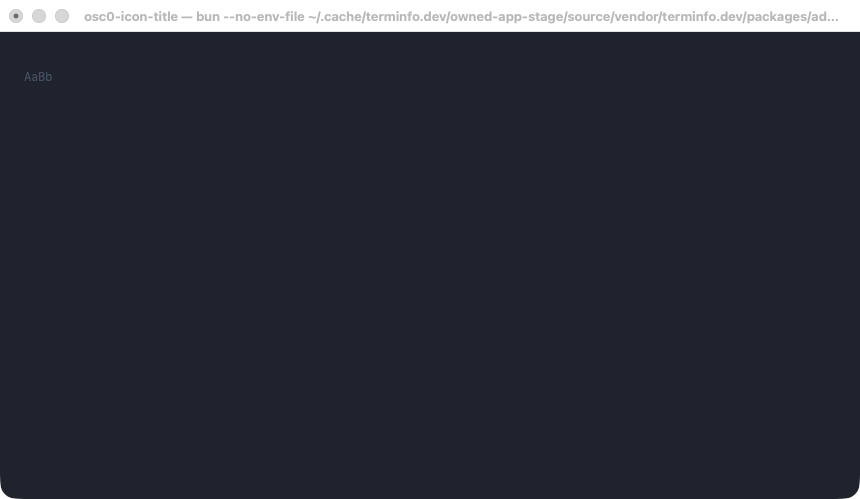 osc0-icon-title — bun --no-env-file ~/.cache/terminfo.dev/owned-app-stage/source/vendor/terminfo.dev/packages/ad...
AaBb